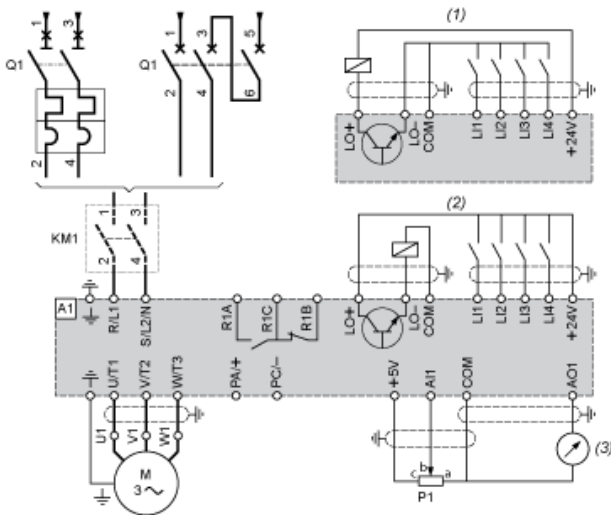 1 3
3 5
1
Q1
Q1
2 4 6
2 4
(1)
LO+
LO-
COM
LI1
LI2
LI3
LI4
+24V
1 3
KM1
2 4
(2)
A1
R/L1
S/L2/N
R1A
R1C
R1B
LO+
LO-
COM
LI1
LI2
LI3
LI4
+24V
U/T1
V/T2
W/T3
PA/+
PC/-
+5V
AI1
COM
AO1
U1
V1
W1
M
3~
c b a
P1
(3)